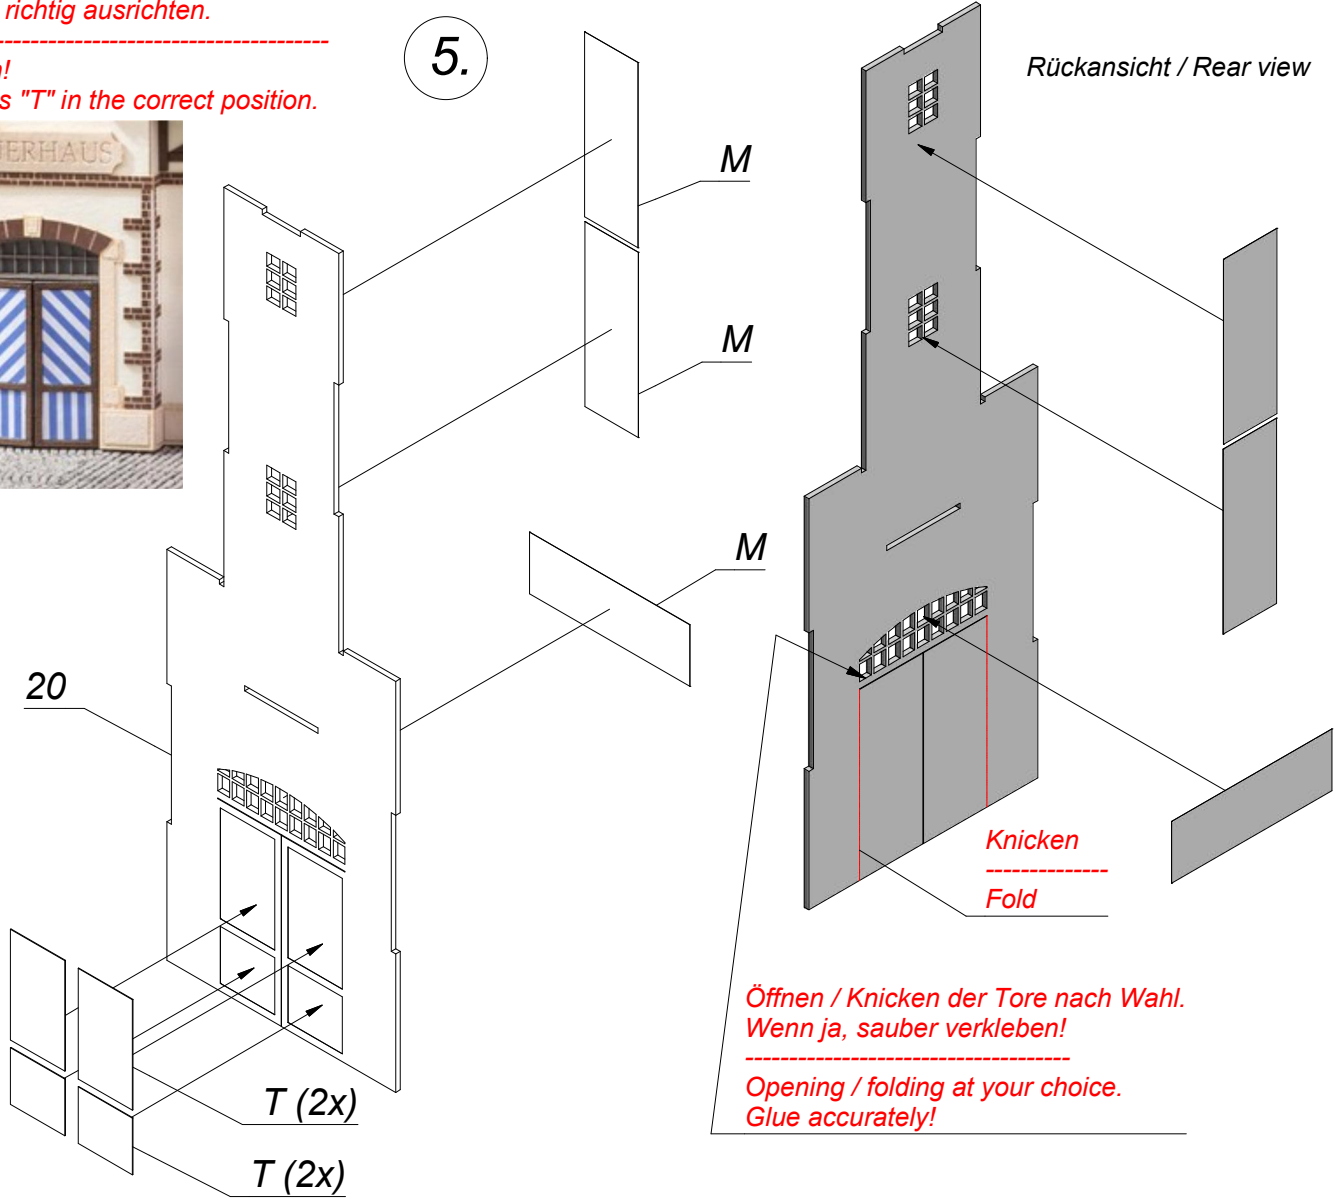 richtig ausrichten.
------------------------------------
!
"T" in the correct position.
5.
Rückansicht / Rear view
ERHAUS
M
M
M
20
Knicken
--------------
Fold
Öffnen / Knicken der Tore nach Wahl.
Wenn ja, sauber verkleben!
-------------------------------------
Opening / folding at your choice.
Glue accurately!
T (2x)
T (2x)